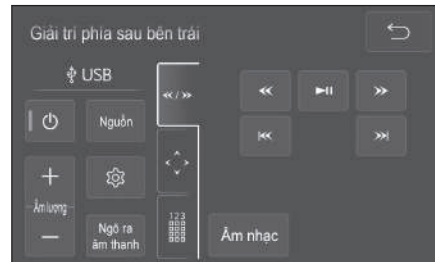 Giải trí phía sau bên trái
USB
Nguồn
Âm lượng
Ngõ ra
âm thanh
123
Âm nhạc